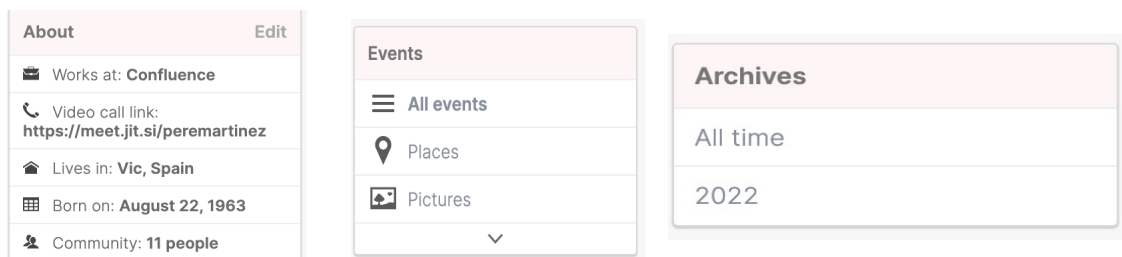 About Edit
Works at: Confluence
Video call link:
https://meet.jit.si/peremartinez
Lives in: Vic, Spain
Born on: August 22, 1963
Community: 11 people
Events
All events
Places
Pictures
Archives
All time
2022